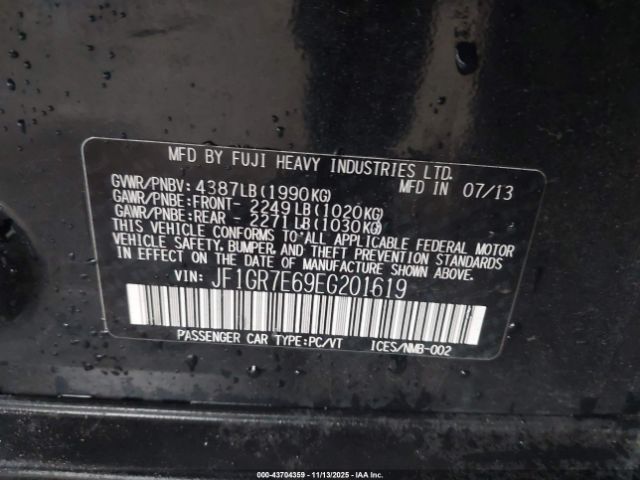 MFD BY FUJI HEAVY INDUSTRIES LTD.
GVWR/PNBV: 4387LB(1990KG) MFD IN 07/13
GAWR/PNBE:FRONT- 2249LB(1020KG)
GAWR/PNBE:REAR - 2271LB(1030KG)
THIS VEHICLE CONFORMS TO ALL APPLICABLE FEDERAL MOTOR
VEHICLE SAFETY, BUMPER, AND THEFT PREVENTION STANDARDS
IN EFFECT ON THE DATE OF MANUFACTURE SHOWN ABOVE.
VIN: JF1GR7E69EG201619
PASSENGER CAR TYPE:PC/VT ICES/NMB-002
000-43704359 - 11/13/2025 - IAAI.CA